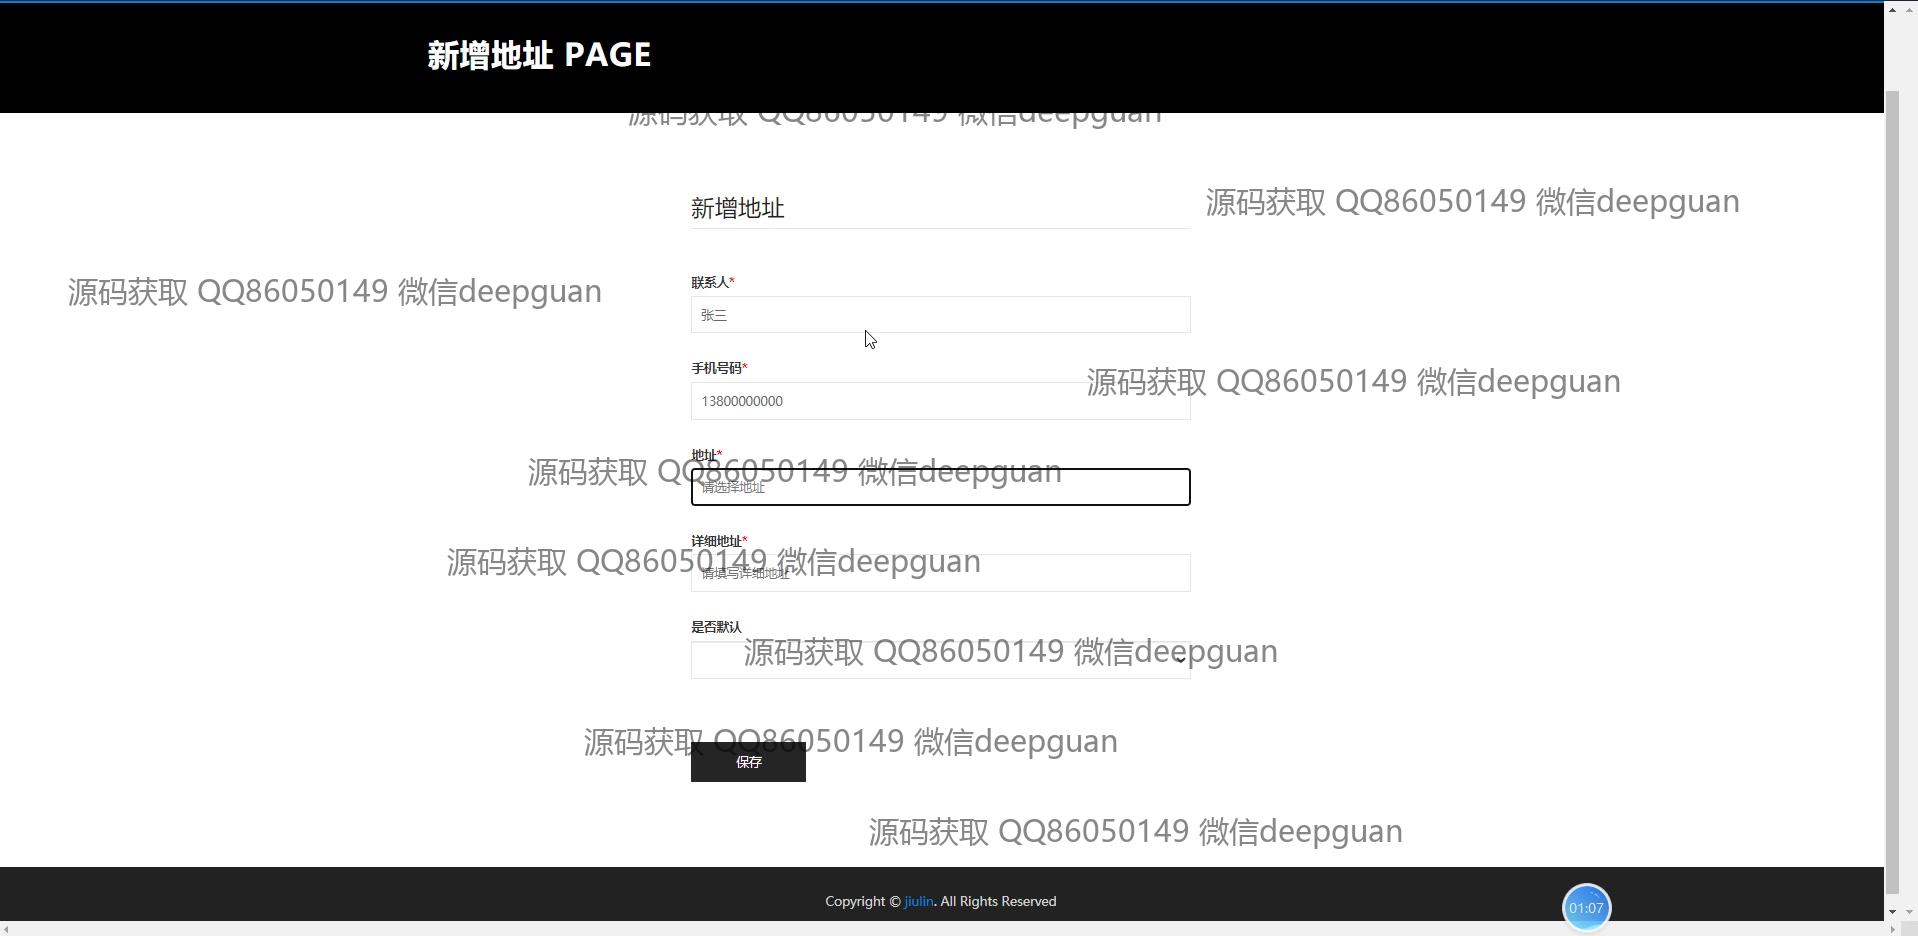 新增地址 PAGE
源码获取 QQ86050149 微信deepguan
新增地址
源码获取 QQ86050149 微信deepguan
源码获取 QQ86050149 微信deepguan
联系人*
张三
手机号码*
源码获取 QQ86050149 微信deepguan
13800000000
地址*
源码获取 QQ86050149 微信deepguan
请选择地址
详细地址*
源码获取 QQ86050149 微信deepguan
请填写详细地址
是否默认
源码获取 QQ86050149 微信deepguan
源码获取 QQ86050149 微信deepguan
保存
源码获取 QQ86050149 微信deepguan
Copyright © jiulin. All Rights Reserved
01:07